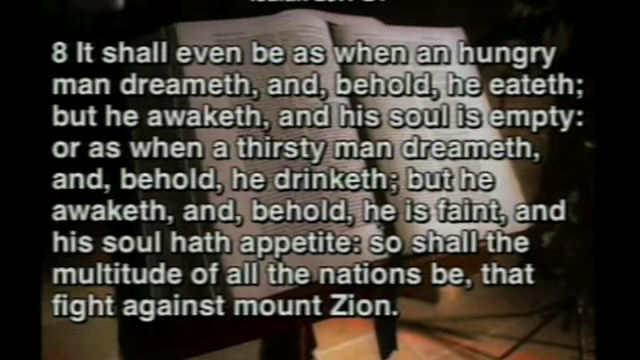 8 It shall even be as when an hungry
man dreameth, and, behold, he eateth;
but he awaketh, and his soul is empty:
or as when a thirsty man dreameth,
and, behold, he drinketh; but he
awaketh, and, behold, he is faint, and
his soul hath appetite: so shall the
multitude of all the nations be, that
fight against mount Zion.